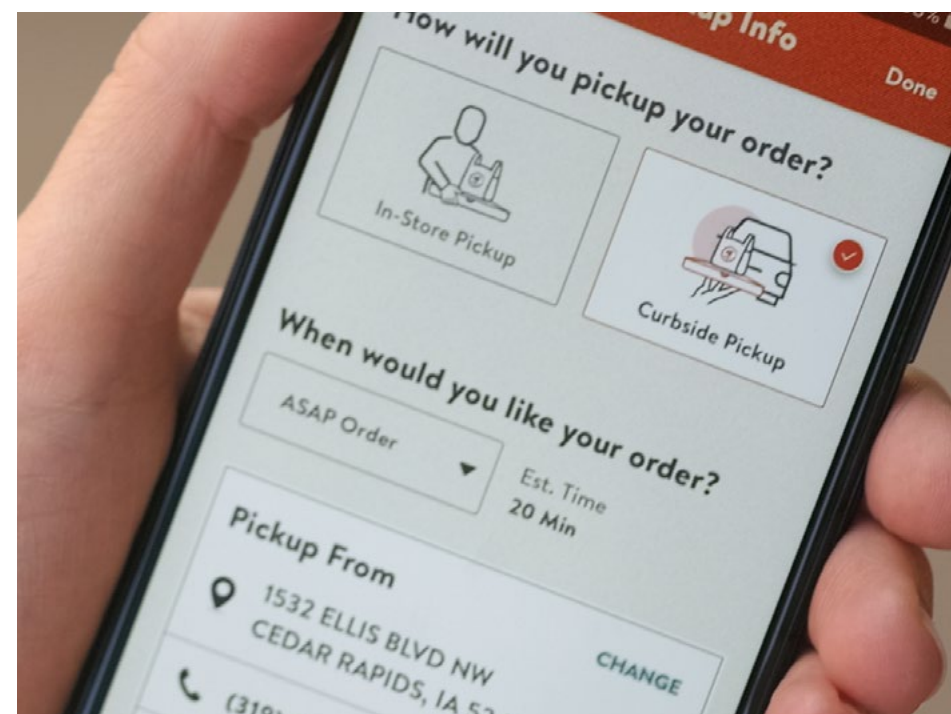 Info
Done
How will you pickup your order?
In-Store Pickup
Curbside Pickup
When would you like your order?
ASAP Order
Est. Time
20 Min
Pickup From
1532 ELLIS BLVD NW
CEDAR RAPIDS, IA
CHANGE
(319)